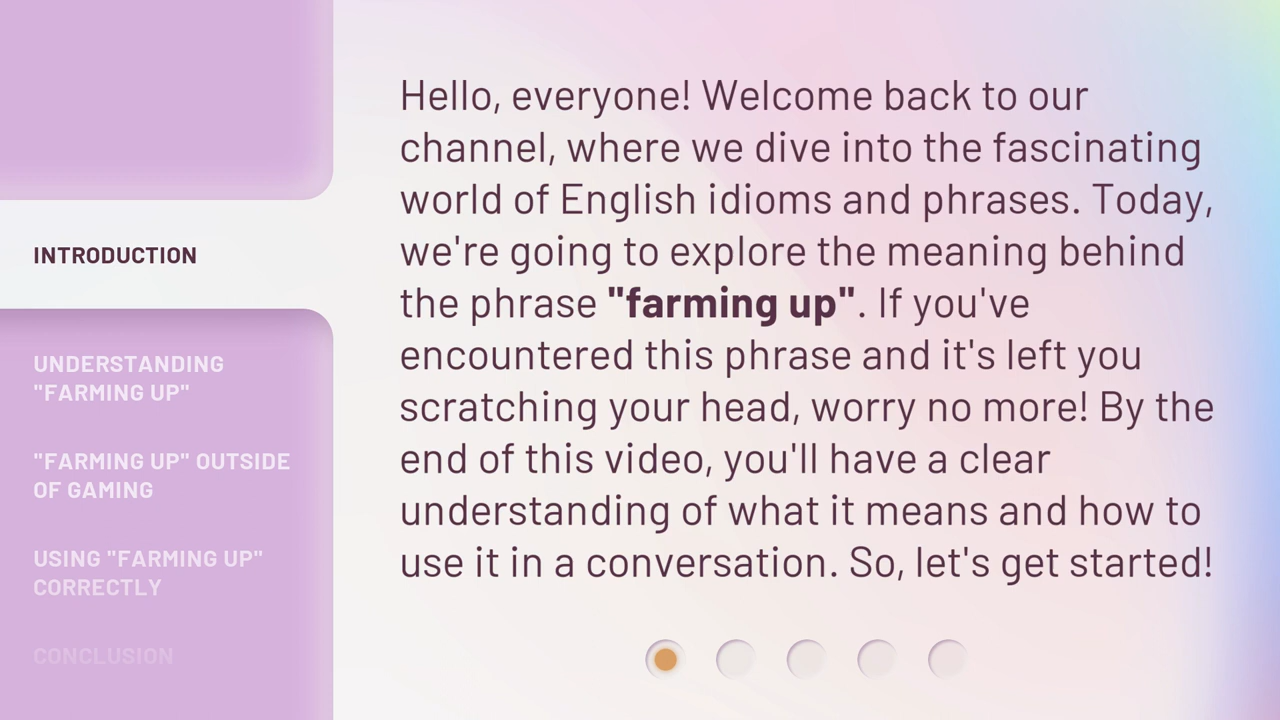 INTRODUCTION
UNDERSTANDING
"FARMING UP"
"FARMING UP" OUTSIDE
OF GAMING
USING "FARMING UP"
CORRECTLY
CONCLUSION
Hello, everyone! Welcome back to our
channel, where we dive into the fascinating
world of English idioms and phrases. Today,
we're going to explore the meaning behind
the phrase "farming up". If you've
encountered this phrase and it's left you
scratching your head, worry no more! By the
end of this video, you'll have a clear
understanding of what it means and how to
use it in a conversation. So, let's get started!